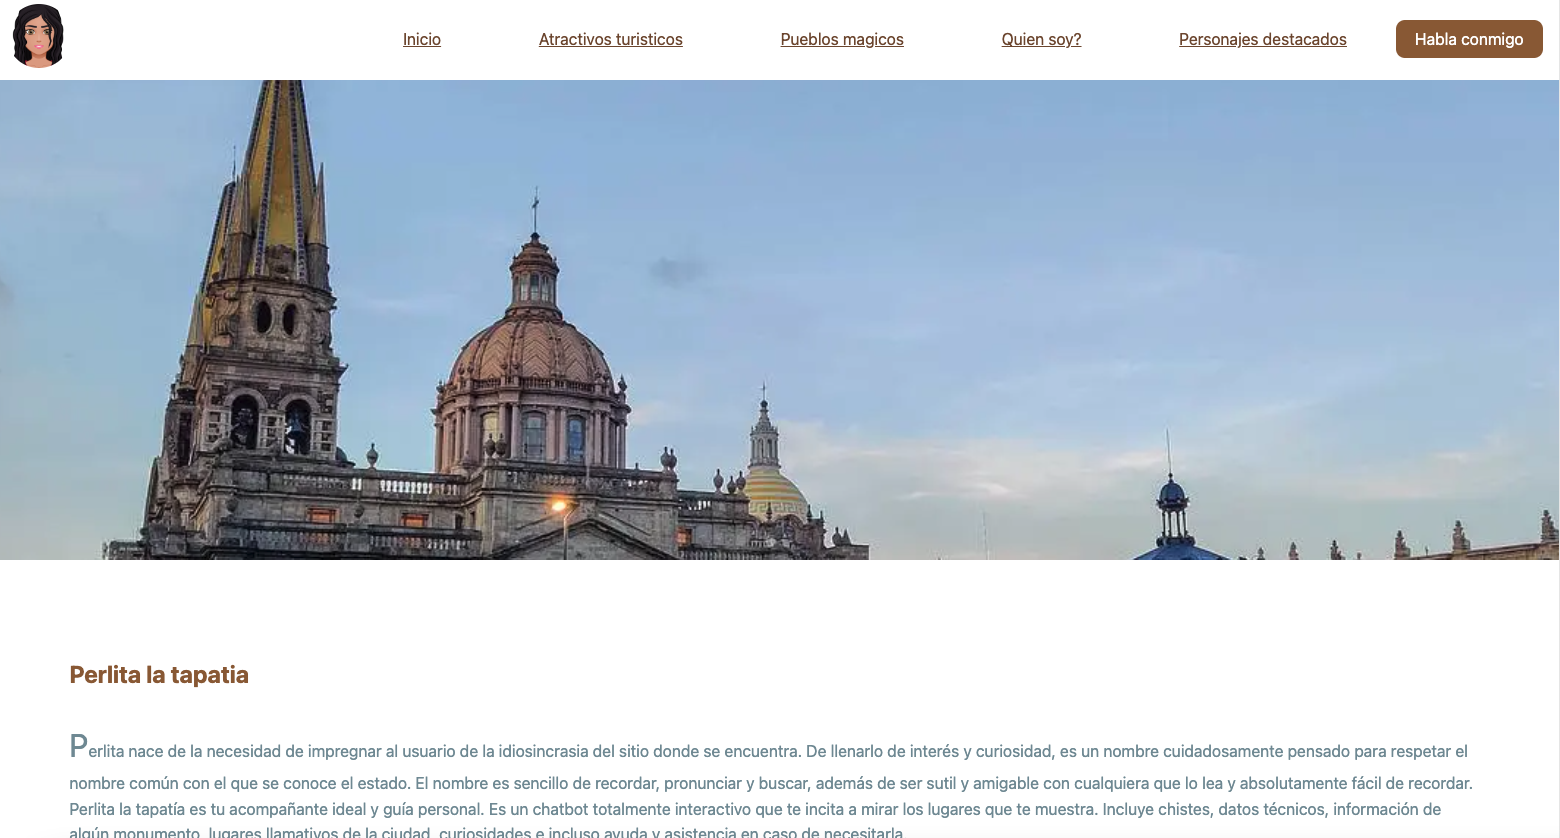 Inicio
Atractivos turisticos
Pueblos magicos
Quien soy?
Personajes destacados
Habla conmigo
Perlita la tapatia
Perlita nace de la necesidad de impregnar al usuario de la idiosincrasia del sitio donde se encuentra. De llenarlo de interés y curiosidad, es un nombre cuidadosamente pensado para respetar el
nombre común con el que se conoce el estado. El nombre es sencillo de recordar, pronunciar y buscar, además de ser sutil y amigable con cualquiera que lo lea y absolutamente fácil de recordar.
Perlita la tapatía es tu acompañante ideal y guía personal. Es un chatbot totalmente interactivo que te incita a mirar los lugares que te muestra. Incluye chistes, datos técnicos, información de
algún monumento, lugares llamativos de la ciudad, curiosidades e incluso ayuda y asistencia en caso de necesitarla.